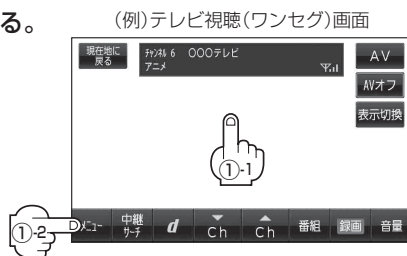 る。
(例)テレビ視聴(ワンセグ)画面
現在地に
戻る
チャンネル 6 〇〇〇テレビ
アニメ
AV
AVオフ
表示切換
①-1
①-2
メニュー
中継
サーチ
d
Ch
Ch
番組
録画
音量